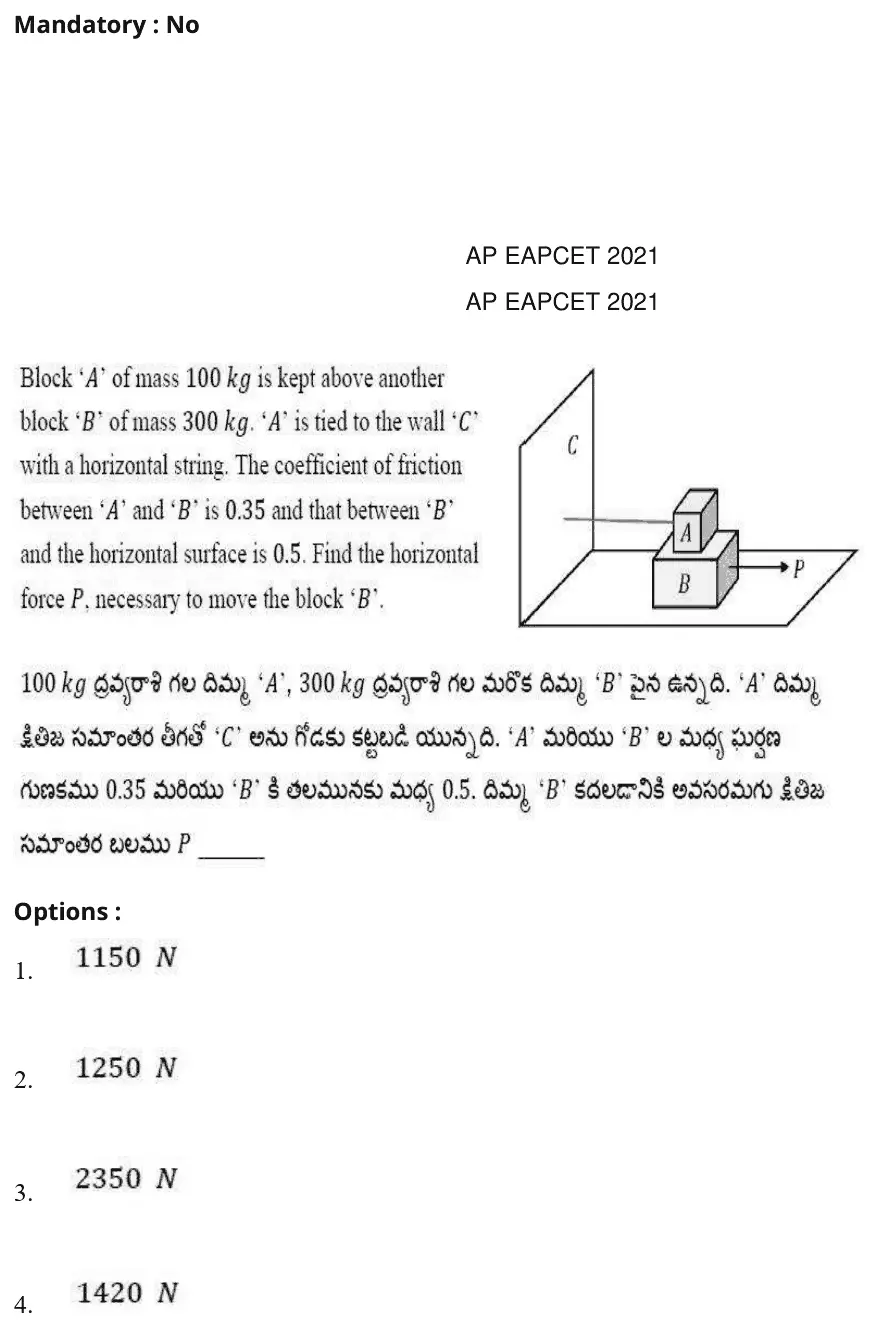 Mandatory : No
AP EAPCET 2021
AP EAPCET 2021
Block ‘A’ of mass 100 kg is kept above another
block ‘B’ of mass 300 kg. ‘A’ is tied to the wall ‘C’
with a horizontal string. The coefficient of friction
between ‘A’ and ‘B’ is 0.35 and that between ‘B’
and the horizontal surface is 0.5. Find the horizontal
force P, necessary to move the block ‘B’.
C
A
B
P
100 kg ద్రవ్యరాశి గల దిమ్మ ‘A’, 300 kg ద్రవ్యరాశి గల మరొక దిమ్మ ‘B’ పైన ఉన్నది. ‘A’ దిమ్మ
క్షితిజ సమాంతర తీగతో ‘C’ అను గోడకు కట్టబడి యున్నది. ‘A’ మరియు ‘B’ ల మధ్య ఘర్షణ
గుణకము 0.35 మరియు ‘B’ కి తలమునకు మధ్య 0.5. దిమ్మ ‘B’ కదలడానికి అవసరమగు క్షితిజ
సమాంతర బలము P ______
Options :
1. 1150 N
2. 1250 N
3. 2350 N
4. 1420 N